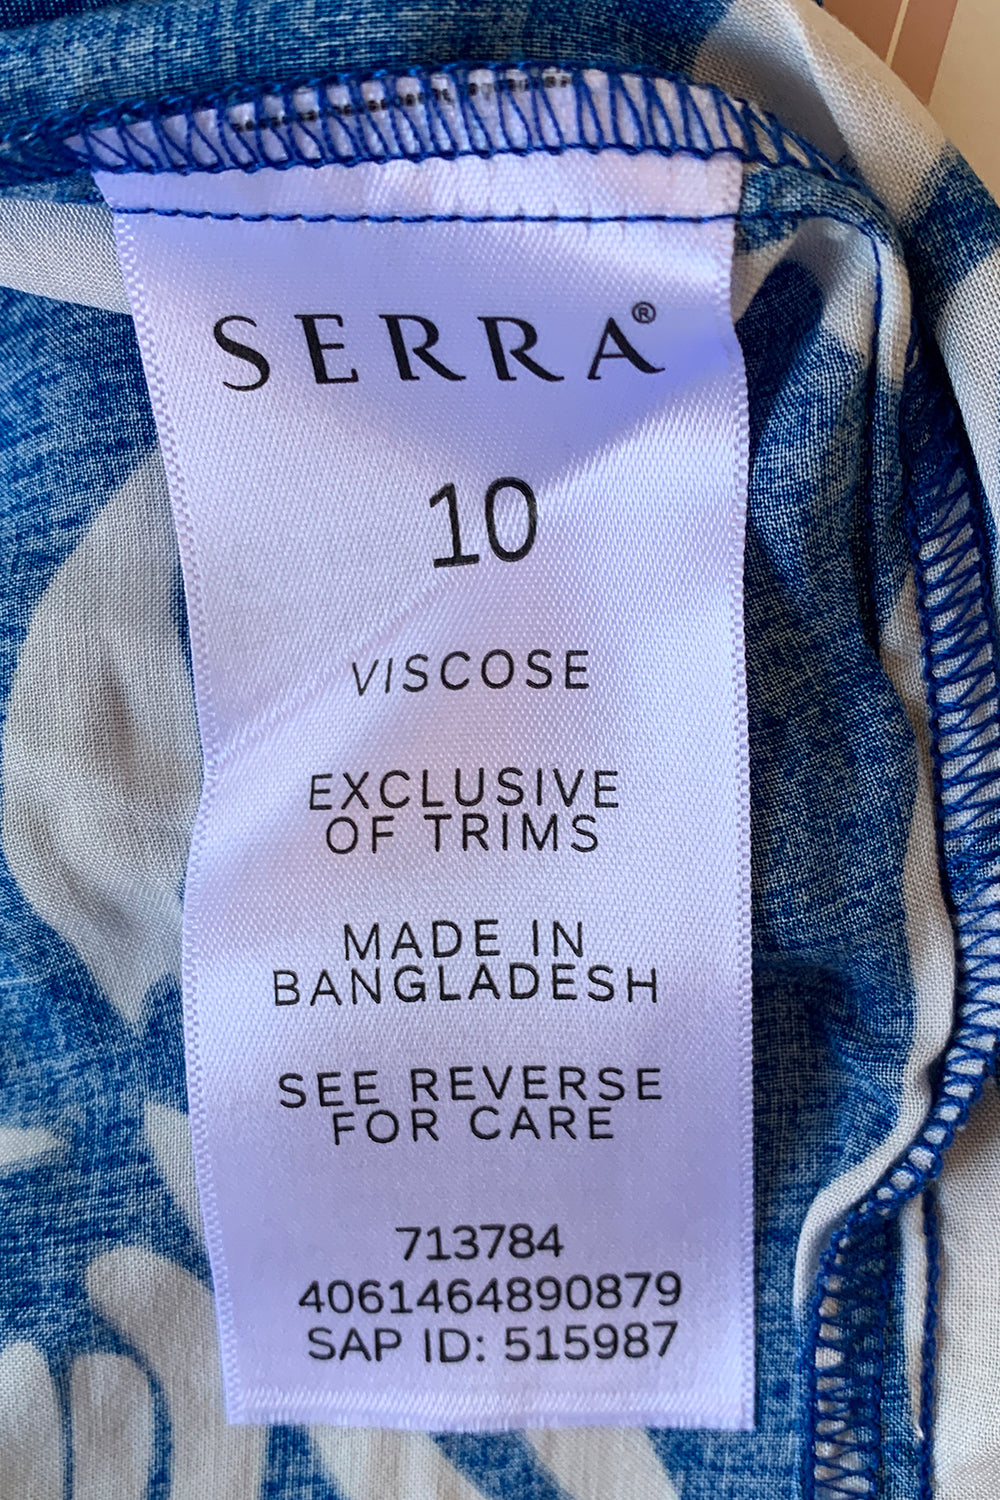 SERRA®
10
VISCOSE
EXCLUSIVE
OF TRIMS
MADE IN
BANGLADESH
SEE REVERSE
FOR CARE
713784
4061464890879
SAP ID: 515987